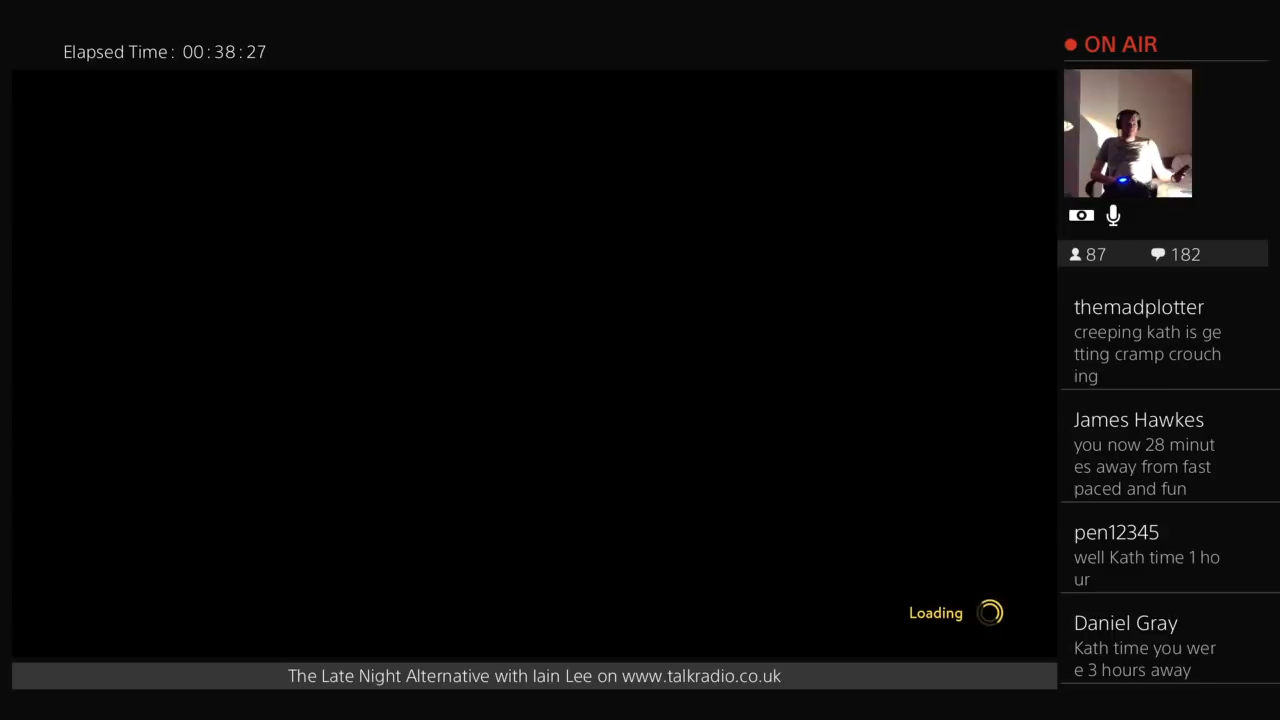 Elapsed Time: 00:38:27
ON AIR
87 182
themadplotter
creeping kath is ge
tting cramp crouch
ing
James Hawkes
you now 28 minut
es away from fast
paced and fun
pen12345
well Kath time 1 ho
ur
Daniel Gray
Kath time you wer
e 3 hours away
Loading
The Late Night Alternative with Iain Lee on www.talkradio.co.uk